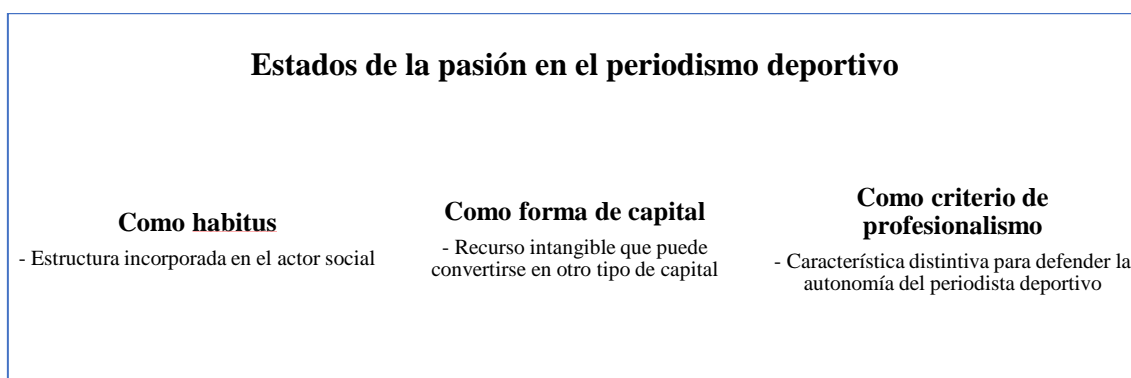 Estados de la pasión en el periodismo deportivo
Como habitus
- Estructura incorporada en el actor social
Como forma de capital
- Recurso intangible que puede
convertirse en otro tipo de capital
Como criterio de
profesionalismo
- Característica distintiva para defender la
autonomía del periodista deportivo